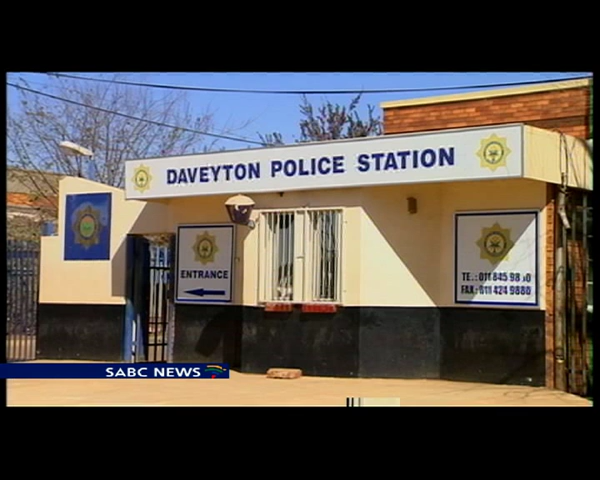 DAVEYTON POLICE STATION
ENTRANCE
FAX: 011 424 9880
SABC NEWS